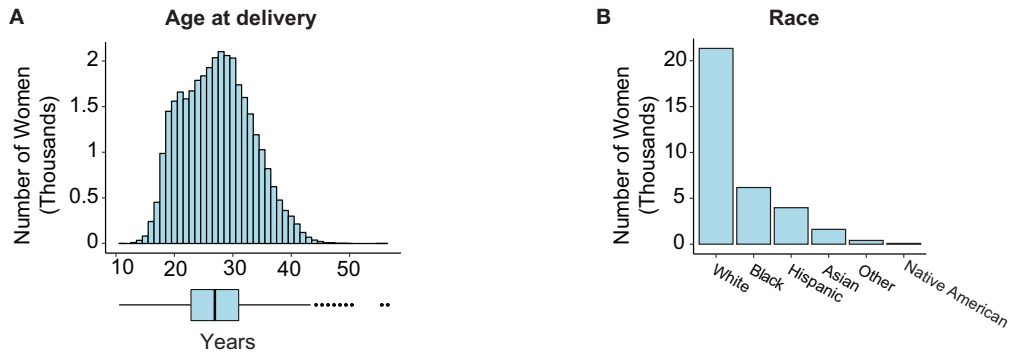 A
Age at delivery
Number of Women
(Thousands)
2
1.5
1
0.5
0
10 20 30 40 50
Years
B
Race
Number of Women
(Thousands)
20
15
10
5
0
White
Black
Hispanic
Asian
Other
Native American